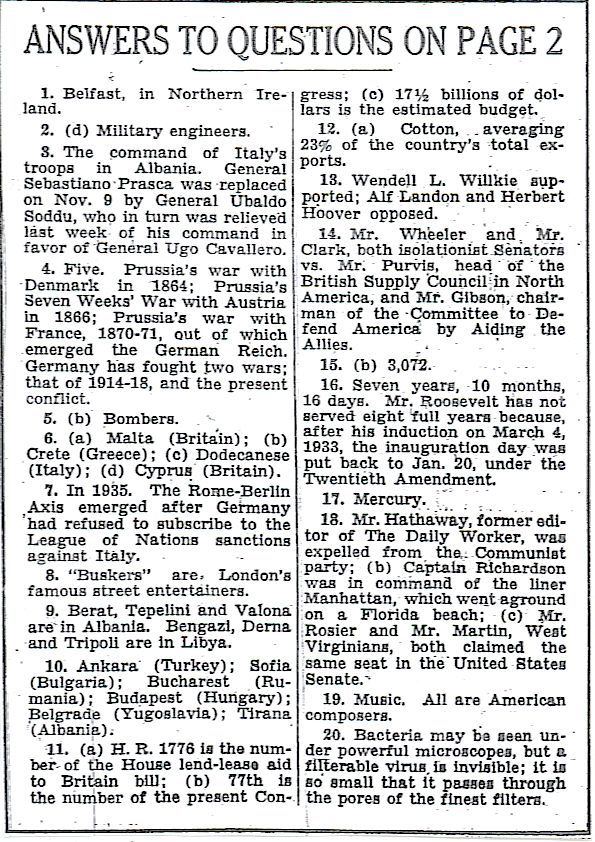 ANSWERS TO QUESTIONS ON PAGE 2
1. Belfast, in Northern Ire-
land.
2. (d) Military engineers.
3. The command of Italy's
troops in Albania. General
Sebastiano Prasca was replaced
on Nov. 9 by General Ubaldo
Soddu, who in turn was relieved
last week of his command in
favor of General Ugo Cavallero.
4. Five. Prussia's war with
Denmark in 1864; Prussia's
Seven Weeks' War with Austria
in 1866; Prussia's war with
France, 1870-71, out of which
emerged the German Reich.
Germany has fought two wars;
that of 1914-18, and the present
conflict.
5. (b) Bombers.
6. (a) Malta (Britain); (b)
Crete (Greece); (c) Dodecanese
(Italy); (d) Cyprus (Britain).
7. In 1935. The Rome-Berlin
Axis emerged after Germany
had refused to subscribe to the
League of Nations sanctions
against Italy.
8. "Buskers" are London's
famous street entertainers.
9. Berat, Tepelini and Valona
are in Albania. Bengazi, Derna
and Tripoli are in Libya.
10. Ankara (Turkey); Sofia
(Bulgaria); Bucharest (Ru-
mania); Budapest (Hungary);
Belgrade (Yugoslavia); Tirana
(Albania).
11. (a) H. R. 1776 is the num-
ber of the House lend-lease aid
to Britain bill; (b) 77th is
the number of the present Con-
gress; (c) 17½ billions of dol-
lars is the estimated budget.
12. (a) Cotton, averaging
23% of the country's total ex-
ports.
13. Wendell L. Willkie sup-
ported; Alf Landon and Herbert
Hoover opposed.
14. Mr. Wheeler and Mr.
Clark, both isolationist Senators
vs. Mr. Purvis, head of the
British Supply Council in North
America, and Mr. Gibson, chair-
man of the Committee to De-
fend America by Aiding the
Allies.
15. (b) 3,072.
16. Seven years, 10 months,
16 days. Mr. Roosevelt has not
served eight full years because,
after his induction on March 4,
1933, the inauguration day was
put back to Jan. 20, under the
Twentieth Amendment.
17. Mercury.
18. Mr. Hathaway, former edi-
tor of The Daily Worker, was
expelled from the Communist
party; (b) Captain Richardson
was in command of the liner
Manhattan, which went aground
on a Florida beach; (c) Mr.
Rosier and Mr. Martin, West
Virginians, both claimed the
same seat in the United States
Senate.
19. Music. All are American
composers.
20. Bacteria may be seen un-
der powerful microscopes, but a
filterable virus is invisible; it is
so small that it passes through
the pores of the finest filters.